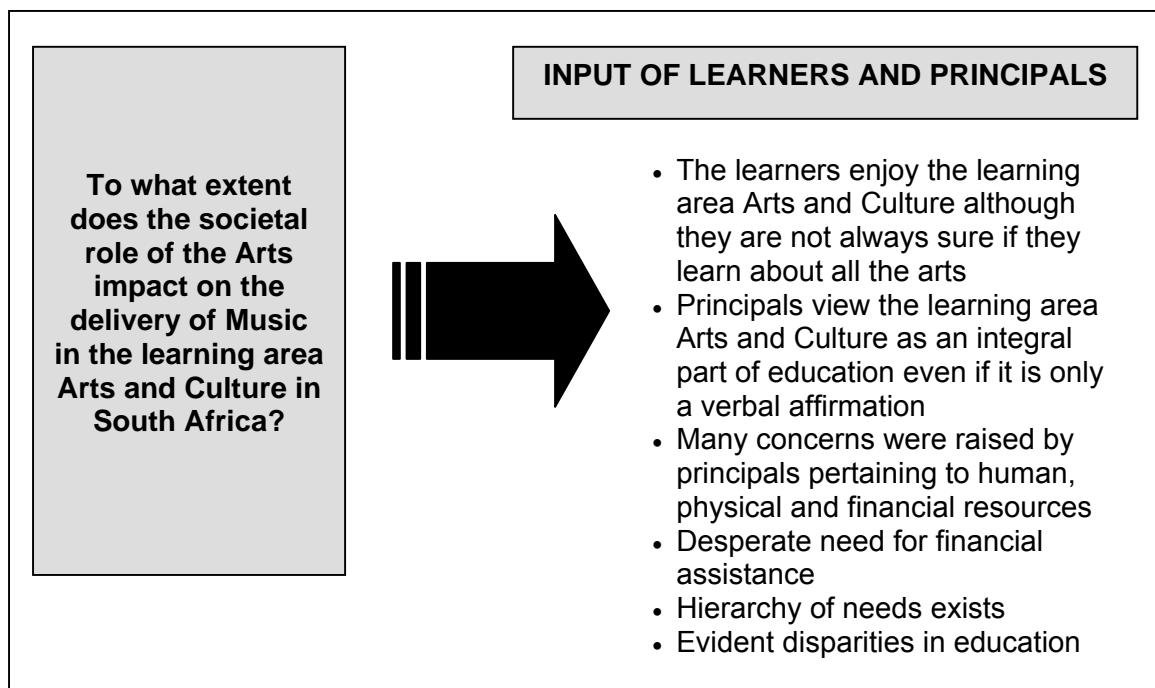 To what extent
does the societal
role of the Arts
impact on the
delivery of Music
in the learning area
Arts and Culture in
South Africa?
INPUT OF LEARNERS AND PRINCIPALS
• The learners enjoy the learning
area Arts and Culture although
they are not always sure if they
learn about all the arts
• Principals view the learning area
Arts and Culture as an integral
part of education even if it is only
a verbal affirmation
• Many concerns were raised by
principals pertaining to human,
physical and financial resources
• Desperate need for financial
assistance
• Hierarchy of needs exists
• Evident disparities in education